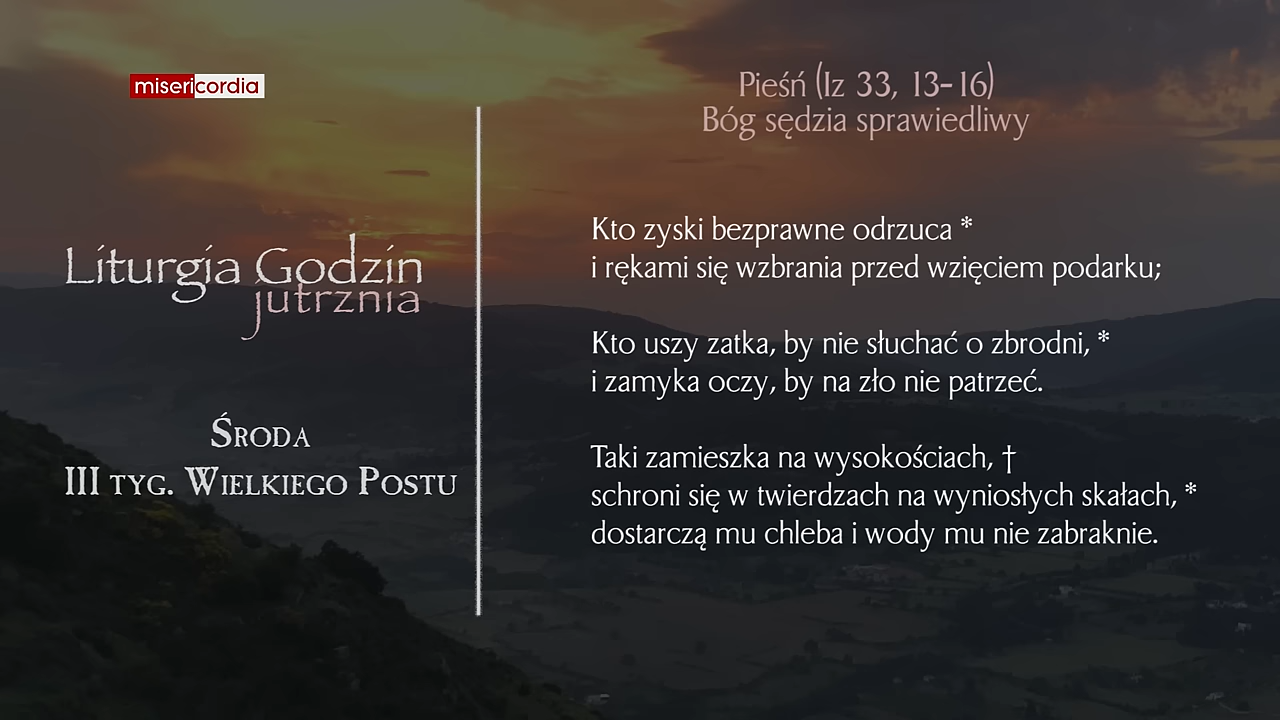 misericordia
Liturgia Godzin
jutrznia
Środa
III tyg. Wielkiego Postu
Pieśń (Iz 33, 13-16)
Bóg sędzia sprawiedliwy
Kto zyski bezprawne odrzuca *
i rękami się wzbrania przed wzięciem podarku;
Kto uszy zatka, by nie słuchać o zbrodni, *
i zamyka oczy, by na zło nie patrzeć.
Taki zamieszka na wysokościach, †
schroni się w twierdzach na wyniosłych skałach, *
dostarczą mu chleba i wody mu nie zabraknie.